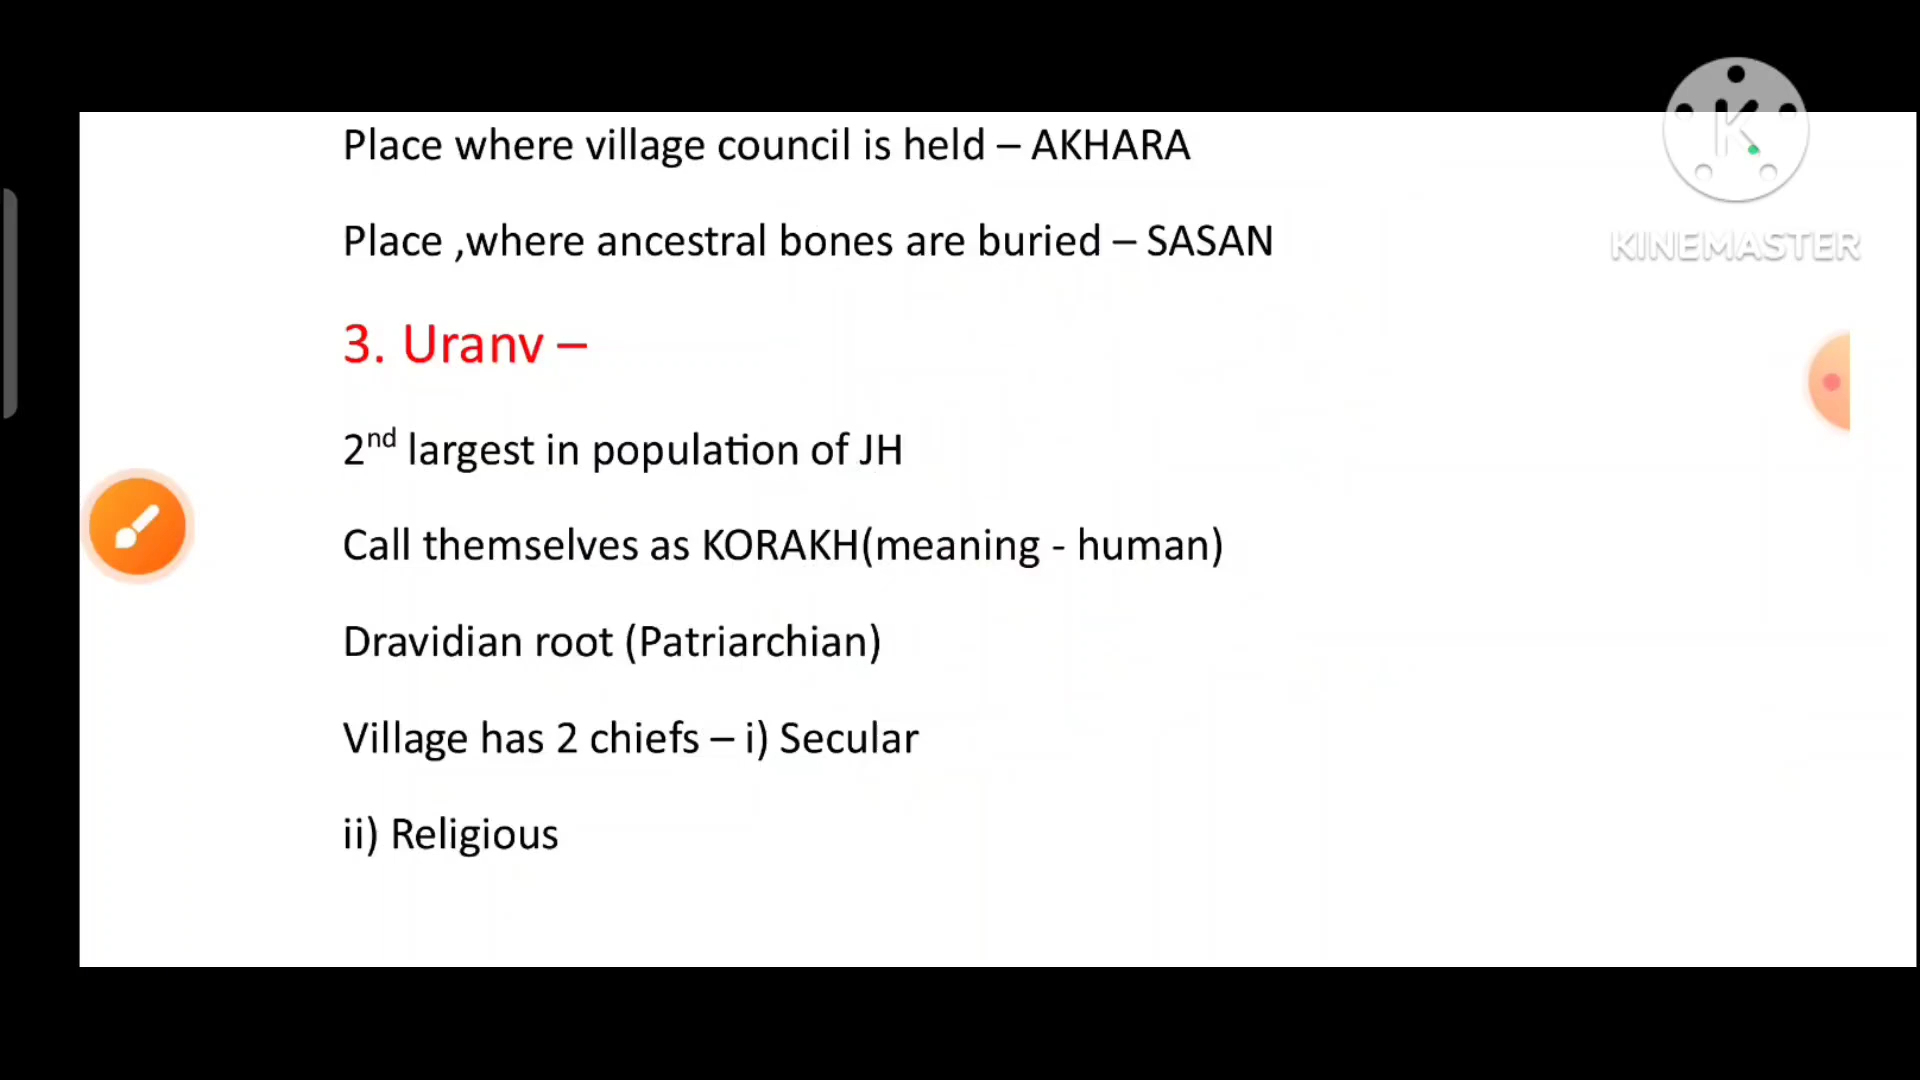 Place where village council is held – AKHARA
K
KINEMASTER
Place ,where ancestral bones are buried – SASAN
3. Uranv –
2nd largest in population of JH
Call themselves as KORAKH(meaning - human)
Dravidian root (Patriarchian)
Village has 2 chiefs – i) Secular
ii) Religious